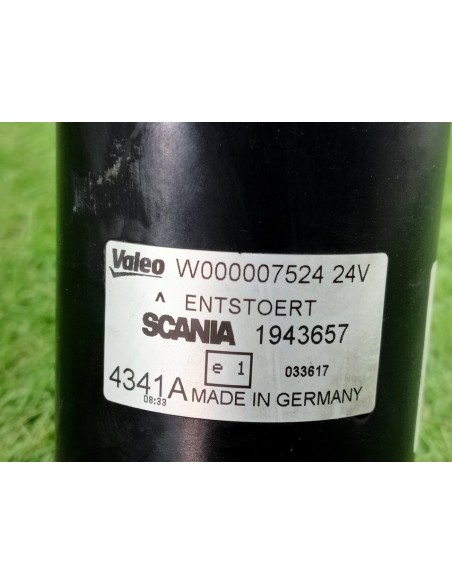 Valeo W000007524 24V
^ ENTSTOERT
SCANIA 1943657
e 1 033617
4341A MADE IN GERMANY
08:33